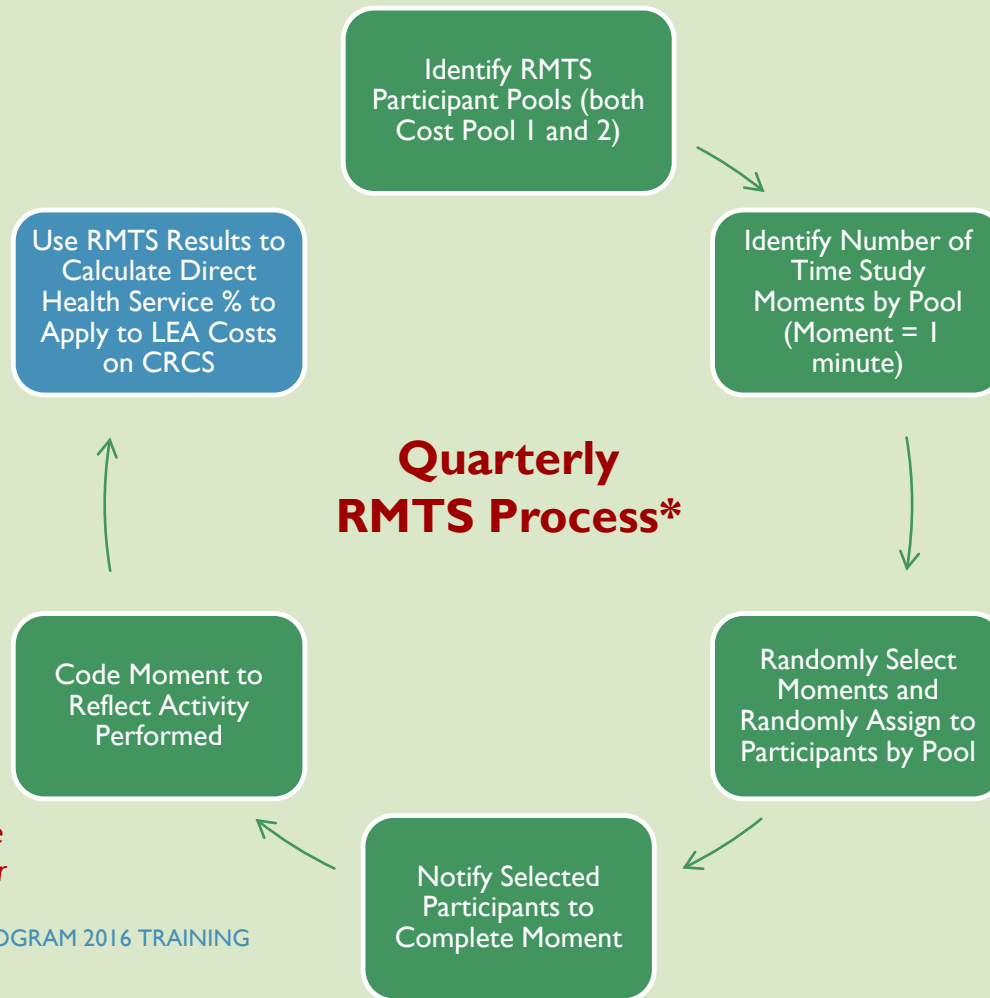 Identify RMTS
Participant Pools (both
Cost Pool 1 and 2)
Use RMTS Results to
Calculate Direct
Health Service % to
Apply to LEA Costs
on CRCS
Identify Number of
Time Study
Moments by Pool
(Moment = 1
minute)
Quarterly
RMTS Process*
Code Moment to
Reflect Activity
Performed
Randomly Select
Moments and
Randomly Assign to
Participants by Pool
Notify Selected
Participants to
Complete Moment
OGRAM 2016 TRAINING